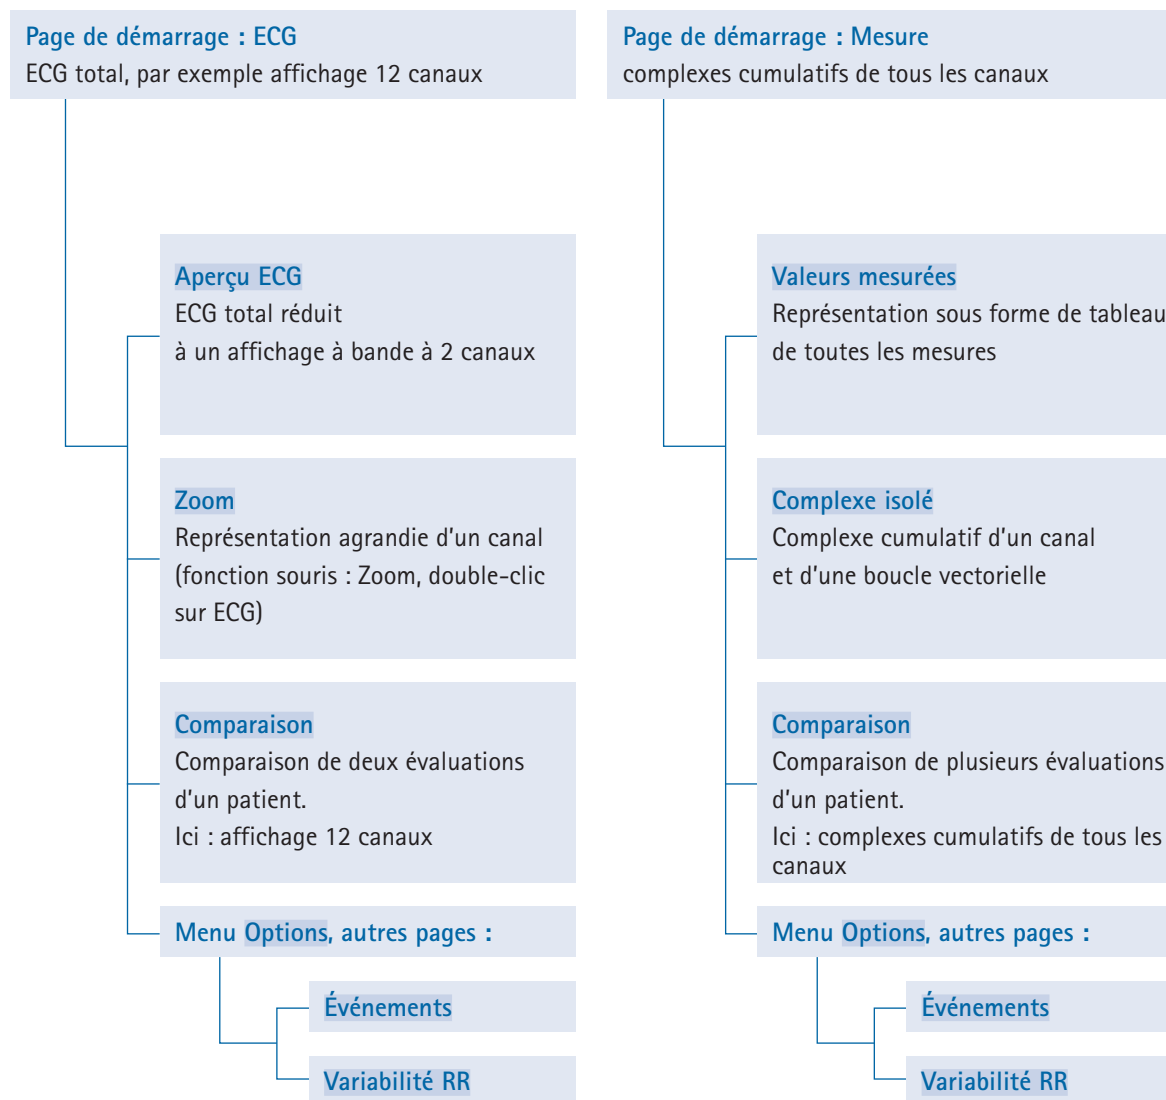 Page de démarrage : ECG
ECG total, par exemple affichage 12 canaux
Aperçu ECG
ECG total réduit
à un affichage à bande à 2 canaux
Zoom
Représentation agrandie d’un canal
(fonction souris : Zoom, double-clic
sur ECG)
Comparaison
Comparaison de deux évaluations
d’un patient.
Ici : affichage 12 canaux
Menu Options, autres pages :
Événements
Variabilité RR
Page de démarrage : Mesure
complexes cumulatifs de tous les canaux
Valeurs mesurées
Représentation sous forme de tableau
de toutes les mesures
Complexe isolé
Complexe cumulatif d’un canal
et d’une boucle vectorielle
Comparaison
Comparaison de plusieurs évaluations
d’un patient.
Ici : complexes cumulatifs de tous les
canaux
Menu Options, autres pages :
Événements
Variabilité RR